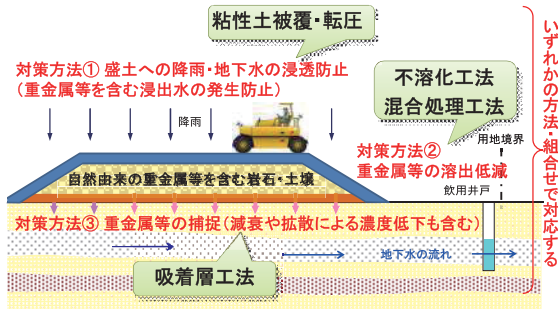 粘性土被覆・転圧
対策方法① 盛土への降雨・地下水の浸透防止
（重金属等を含む浸出水の発生防止）
降雨
不溶化工法
混合処理工法
用地境界
対策方法②
重金属等の溶出低減
飲用井戸
自然由来の重金属等を含む岩石・土壌
対策方法③ 重金属等の捕捉（減衰や拡散による濃度低下も含む）
地下水の流れ
吸着層工法
いずれかの方法・組合せで対応する